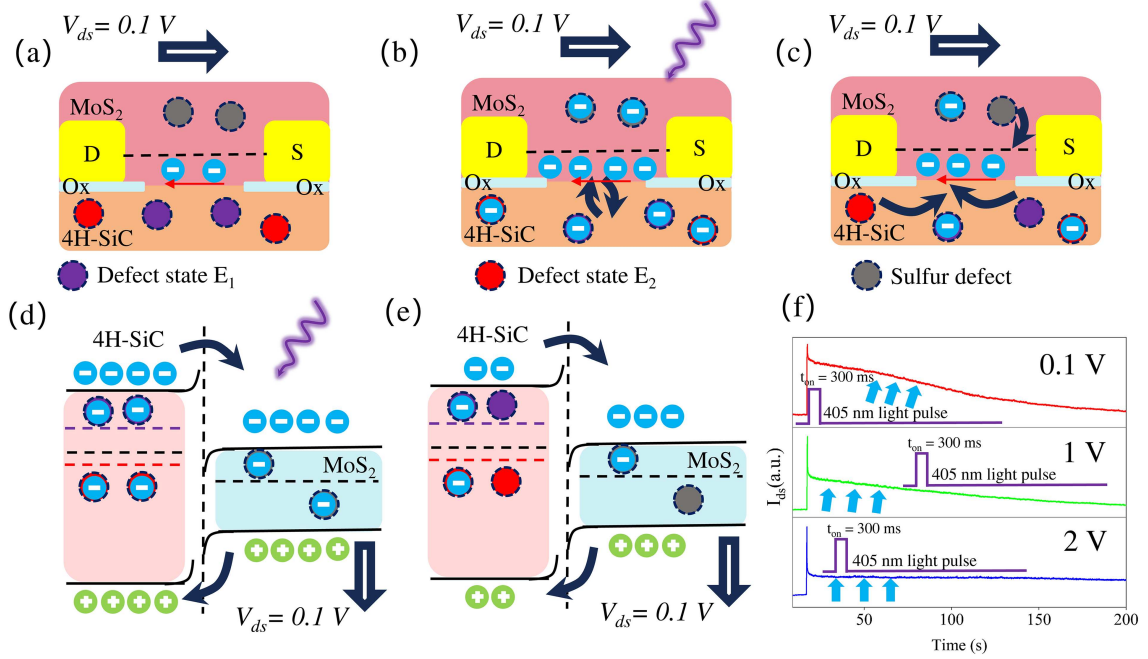 (a)
V_ds = 0.1 V
MoS₂
D
S
Ox
Ox
4H-SiC
(b)
V_ds = 0.1 V
MoS₂
D
S
Ox
Ox
4H-SiC
(c)
V_ds = 0.1 V
MoS₂
D
S
Ox
Ox
4H-SiC
Defect state E₁
Defect state E₂
Sulfur defect
(d)
4H-SiC
MoS₂
V_ds = 0.1 V
(e)
4H-SiC
MoS₂
V_ds = 0.1 V
(f)
I_ds(a.u.)
0.1 V
t_on = 300 ms
405 nm light pulse
1 V
t_on = 300 ms
405 nm light pulse
2 V
t_on = 300 ms
405 nm light pulse
50 100 150 200
Time (s)